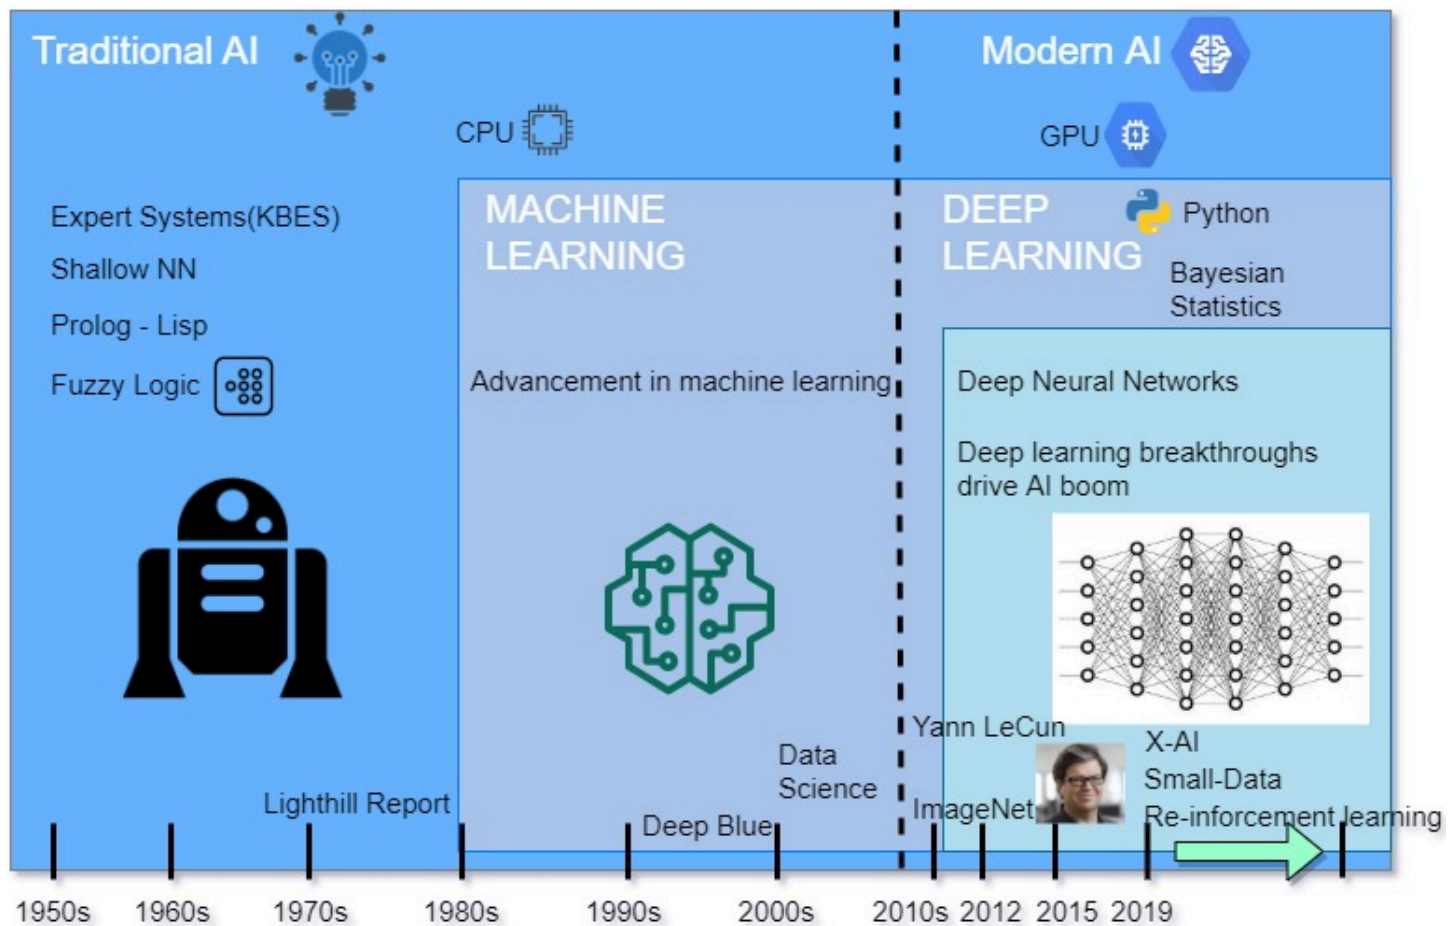 Traditional AI
Modern AI
CPU
GPU
Expert Systems(KBES)
Shallow NN
Prolog - Lisp
Fuzzy Logic
MACHINE
LEARNING
Advancement in machine learning
DEEP
LEARNING
Python
Bayesian
Statistics
Deep Neural Networks
Deep learning breakthroughs
drive AI boom
Yann LeCun
X-AI
Small-Data
Re-inforcement learning
Data
Science
Lighthill Report
Deep Blue
ImageNet
1950s
1960s
1970s
1980s
1990s
2000s
2010s
2012
2015
2019